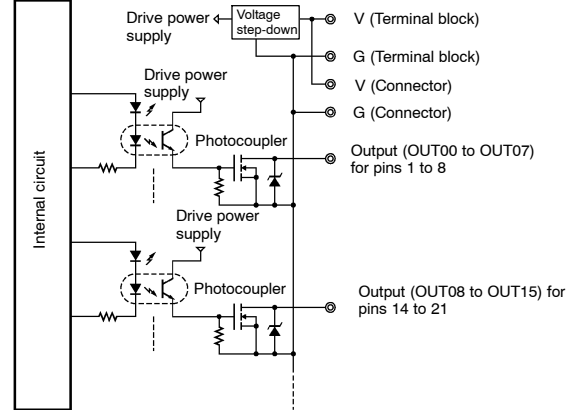 Drive power
supply
Voltage
step-down
V (Terminal block)
G (Terminal block)
V (Connector)
G (Connector)
Drive power
supply
Photocoupler
Output (OUT00 to OUT07)
for pins 1 to 8
Internal circuit
Drive power
supply
Photocoupler
Output (OUT08 to OUT15) for
pins 14 to 21